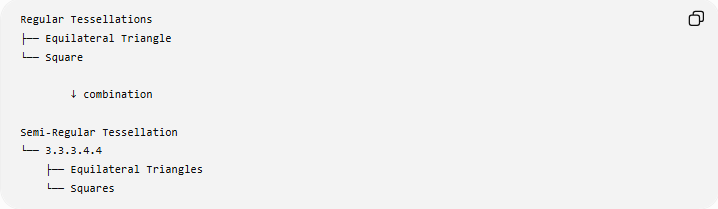 Regular Tessellations
├── Equilateral Triangle
└── Square
↓ combination
Semi-Regular Tessellation
└── 3.3.3.4.4
├── Equilateral Triangles
└── Squares